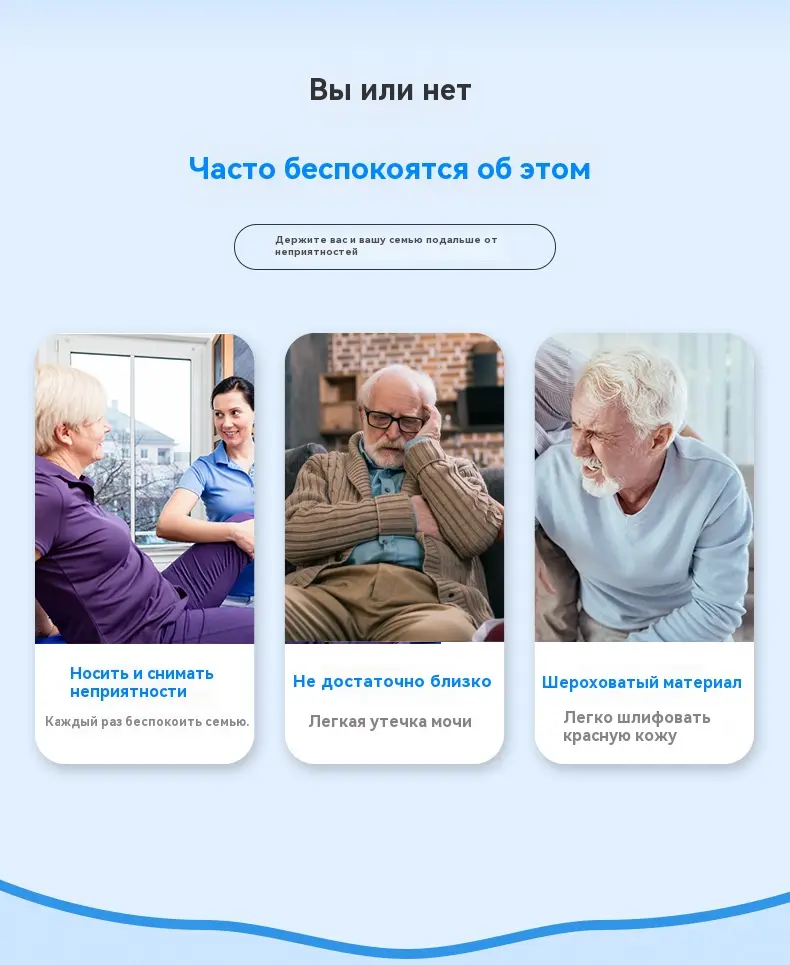 Вы или нет
Часто беспокоятся об этом
Держите вас и вашу семью подальше от
неприятностей
Носить и снимать
неприятности
Каждый раз беспокоить семью.
Не достаточно близко
Легкая утечка мочи
Шероховатый материал
Легко шлифовать
красную кожу